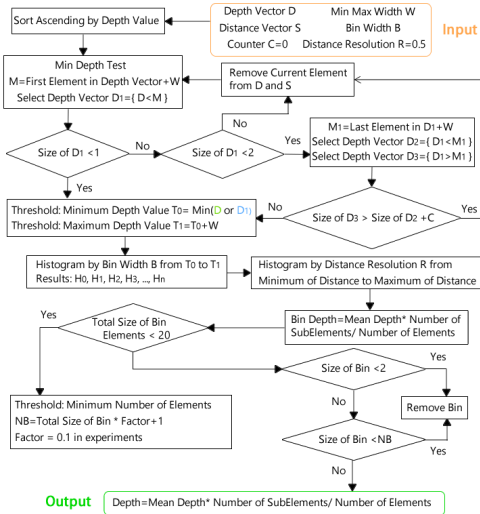 Depth Vector D Min Max Width W
Distance Vector S Bin Width B
Counter C=0 Distance Resolution R=0.5
Input
Sort Ascending by Depth Value
Min Depth Test
M=First Element in Depth Vector+W
Select Depth Vector D1={ D<M }
Remove Current Element
from D and S
Size of D1 <1
No
Size of D1 <2
No
Yes
M1=Last Element in D1+W
Select Depth Vector D2={ D1<M1 }
Select Depth Vector D3={ D1>M1 }
Yes
Threshold: Minimum Depth Value T0= Min(D or D1)
Threshold: Maximum Depth Value T1=T0+W
No
Size of D3 > Size of D2 +C
Yes
Histogram by Bin Width B from T0 to T1
Results: H0, H1, H2, H3, ..., Hn
Histogram by Distance Resolution R from
Minimum of Distance to Maximum of Distance
Yes
Total Size of Bin
Elements < 20
Bin Depth=Mean Depth* Number of
SubElements/ Number of Elements
Size of Bin <2
Yes
No
Threshold: Minimum Number of Elements
NB=Total Size of Bin * Factor+1
Factor = 0.1 in experiments
Remove Bin
Size of Bin <NB
Yes
No
Output
Depth=Mean Depth* Number of SubElements/ Number of Elements